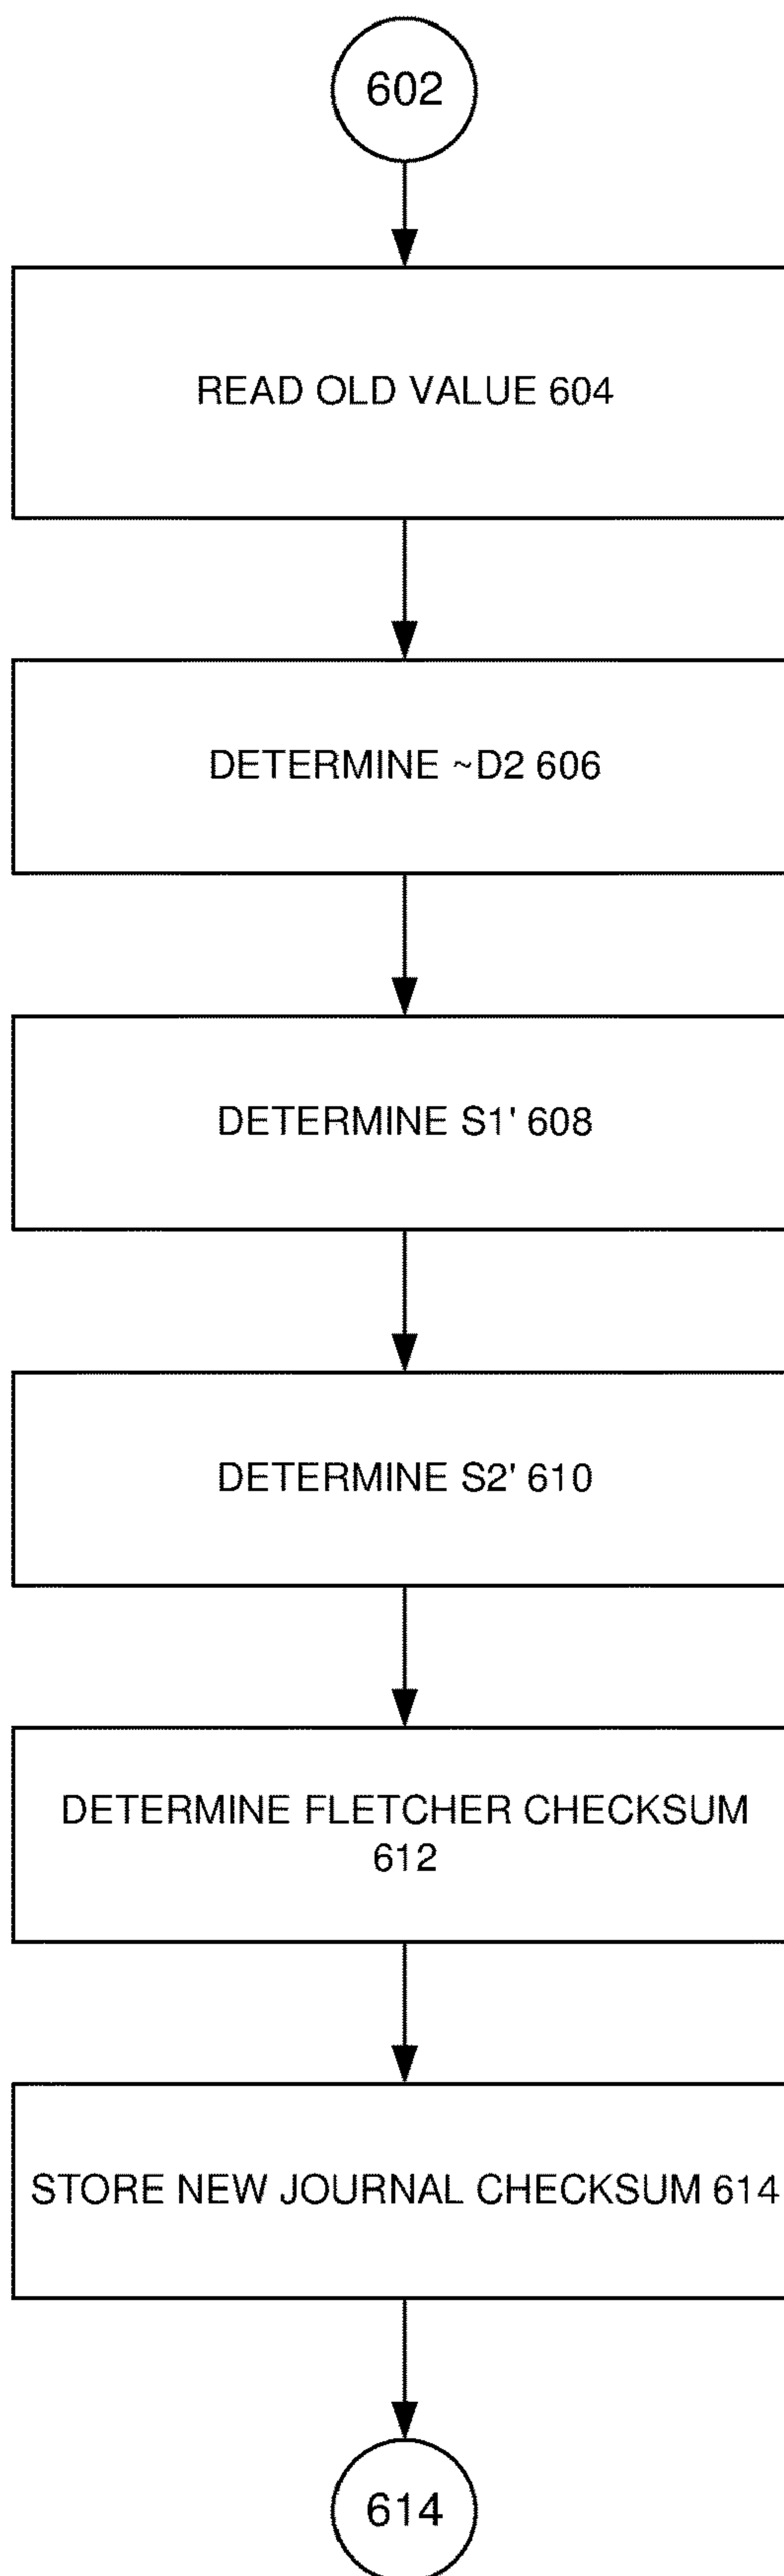 602
READ OLD VALUE 604
DETERMINE ~D2 606
DETERMINE S1' 608
DETERMINE S2' 610
DETERMINE FLETCHER CHECKSUM
612
STORE NEW JOURNAL CHECKSUM 614
614